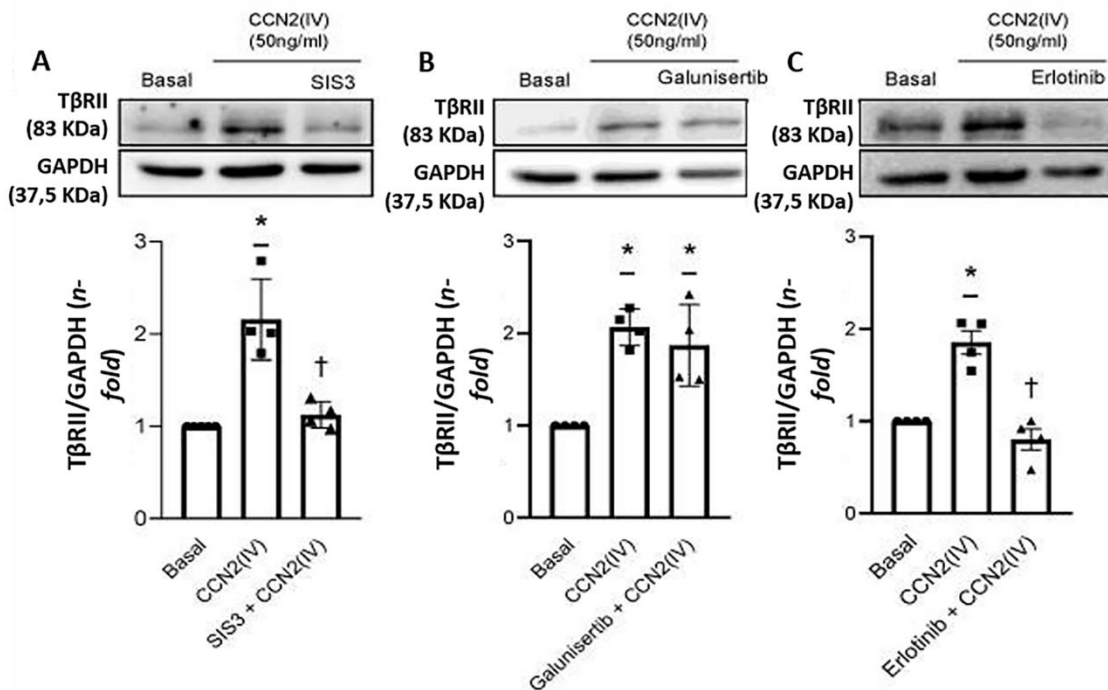 A
CCN2(IV)
(50ng/ml)
Basal
SIS3
TβRII
(83 KDa)
GAPDH
(37,5 KDa)
*
†
TβRII/GAPDH (n-
fold)
3
2
1
0
Basal
CCN2(IV)
SIS3 + CCN2(IV)
B
CCN2(IV)
(50ng/ml)
Basal
Galunisertib
TβRII
(83 KDa)
GAPDH
(37,5 KDa)
*
*
TβRII/GAPDH (n-
fold)
3
2
1
0
Basal
CCN2(IV)
Galunisertib + CCN2(IV)
C
CCN2(IV)
(50ng/ml)
Basal
Erlotinib
TβRII
(83 KDa)
GAPDH
(37,5 KDa)
*
†
TβRII/GAPDH (n-
fold)
3
2
1
0
Basal
CCN2(IV)
Erlotinib + CCN2(IV)